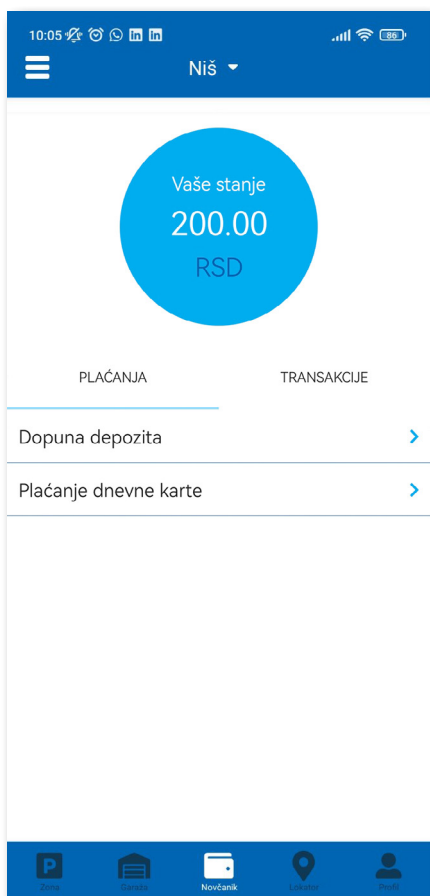 10:05
86
Niš
Vaše stanje
200.00
RSD
PLAĆANJA TRANSAKCIJE
Dopuna depozita
Plaćanje dnevne karte
P
Zona Garaža Novčanik Lokator Profil